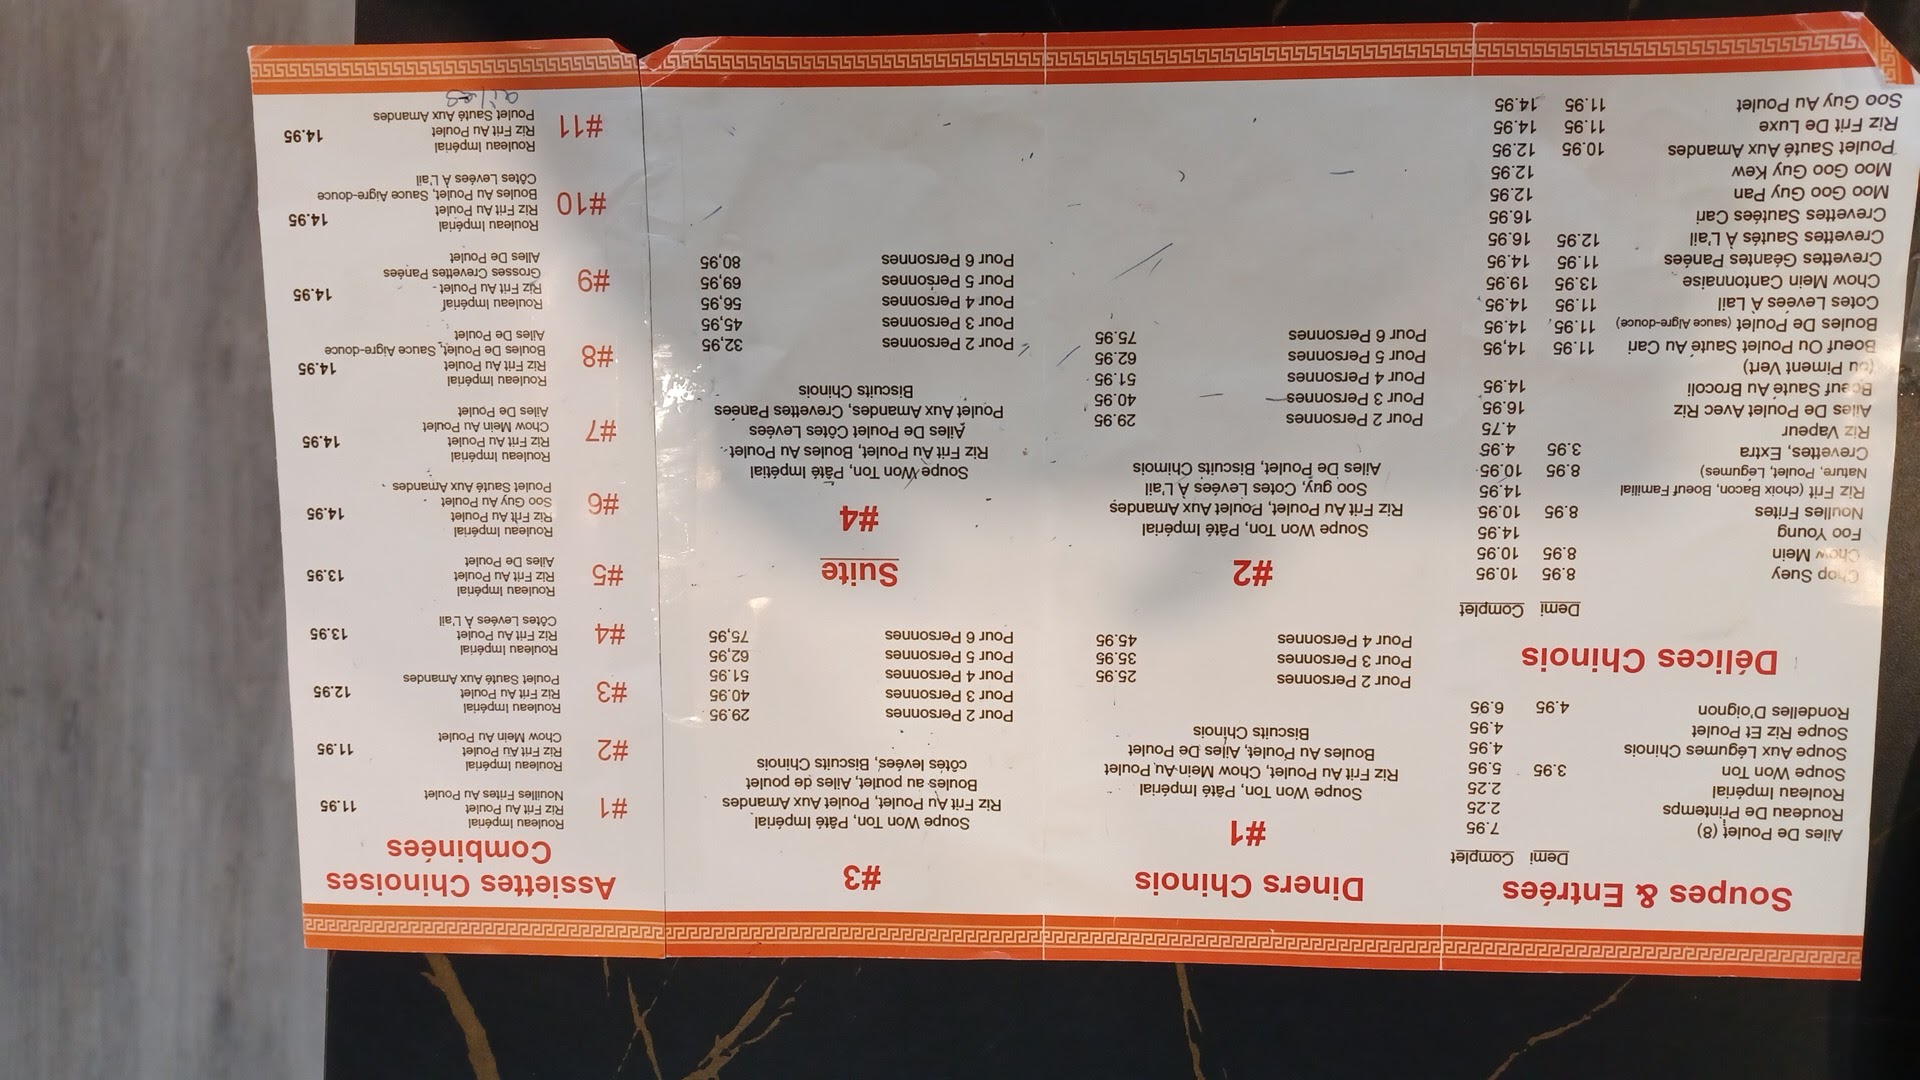 Soupes & Entrées
Demi Complet
Ailes De Poulet (8) 7.95
Roudeau De Printemps 2.25
Rouleau Impérial 2.25
Soupe Won Ton 3.95 5.95
Soupe Aux Légumes Chinois 4.95
Soupe Riz Et Poulet 4.95
Rondelles D'oignon 4.95 6.95
Délices Chinois
Demi Complet
Chop Suey 8.95 10.95
Chow Mein 8.95 10.95
Foo Young 14.95
Noulles Frites 8.95 10.95
Riz Frit (choix Bacon, Boeuf Familial 14.95
Nature, Poulet, Légumes) 8.95 10.95
Crevettes, Extra 3.95 4.95
Riz Vapeur 4.75
Ailes De Poulet Avec Riz 16.95
Boeuf Sauté Au Brocoli 14.95
(ou Piment Vert)
Boeuf Ou Poulet Sauté Au Cari 11.95 14,95
Boules De Poulet (sauce Aigre-douce) 11.95 14.95
Cotes Levées À L'ail 11.95 14.95
Chow Mein Cantonnaise 13.95 19.95
Crevettes Géantes Panées 11.95 14.95
Crevettes Sautés À L'ail 12.95 16.95
Crevettes Sautées Cari 16.95
Moo Goo Guy Pan 12.95
Moo Goo Guy Kew 12.95
Poulet Sauté Aux Amandes 10.95 12.95
Riz Frit De Luxe 11.95 14.95
Soo Guy Au Poulet 11.95 14.95
Diners Chinois
#1
Soupe Won Ton, Pâté Impérial
Riz Frit Au Poulet, Chow Mein Au Poulet
Boules Au Poulet, Ailes De Poulet
Biscuits Chinois
Pour 2 Personnes 25.95
Pour 3 Personnes 35.95
Pour 4 Personnes 45.95
#2
Soupe Won Ton, Pâté Impérial
Riz Frit Au Poulet, Poulet Aux Amandes
Soo guy, Cotes Levées À L'ail
Ailes De Poulet, Biscuits Chimois
Pour 2 Personnes 29.95
Pour 3 Personnes 40.95
Pour 4 Personnes 51.95
Pour 5 Personnes 62.95
Pour 6 Personnes 75.95
#3
Soupe Won Ton, Pâté Impérial
Riz Frit Au Poulet, Poulet Aux Amandes
Boules au poulet, Ailes de poulet
côtés levées, Biscuits Chinois
Pour 2 Personnes 29.95
Pour 3 Personnes 40.95
Pour 4 Personnes 51.95
Pour 5 Personnes 62,95
Pour 6 Personnes 75,95
Suite
#4
Soupe Won Ton, Pâté Impétial
Riz Frit Au Poulet, Boules Au Poulet
Ailes De Poulet Côtes Levées
Poulet Aux Amandes, Crevettes Panées
Biscuits Chinois
Pour 2 Personnes 32,95
Pour 3 Personnes 45,95
Pour 4 Personnes 56,95
Pour 5 Personnes 69,95
Pour 6 Personnes 80,95
Assiettes Chinoises
Combinées
#1 Rouleau Impérial
Riz Frit Au Poulet 11.95
Nouilles Frites Au Poulet
#2 Rouleau Impérial
Riz Frit Au Poulet 11.95
Chow Mein Au Poulet
#3 Rouleau Impérial
Riz Frit Au Poulet 12.95
Poulet Sauté Aux Amandes
#4 Rouleau Impérial
Riz Frit Au Poulet 13.95
Côtes Levées À L'ail
#5 Rouleau Impérial
Riz Frit Au Poulet 13.95
Ailes De Poulet
#6 Rouleau Impérial
Riz Frit Au Poulet 14.95
Soo Guy Au Poulet
Poulet Sauté Aux Amandes
#7 Rouleau Impérial
Riz Frit Au Poulet 14.95
Chow Mein Au Poulet
Ailes De Poulet
#8 Rouleau Impérial
Riz Frit Au Poulet 14.95
Boules De Poulet, Sauce Aigre-douce
Ailes De Poulet
#9 Rouleau Impérial
Riz Frit Au Poulet 14.95
Grosses Crevettes Panées
Ailes De Poulet
#10 Rouleau Impérial
Riz Frit Au Poulet 14.95
Boules Au Poulet, Sauce Aigre-douce
Côtes Levées À L'ail
#11 Rouleau Impérial
Riz Frit Au Poulet 14.95
Poulet Sauté Aux Amandes
ailes